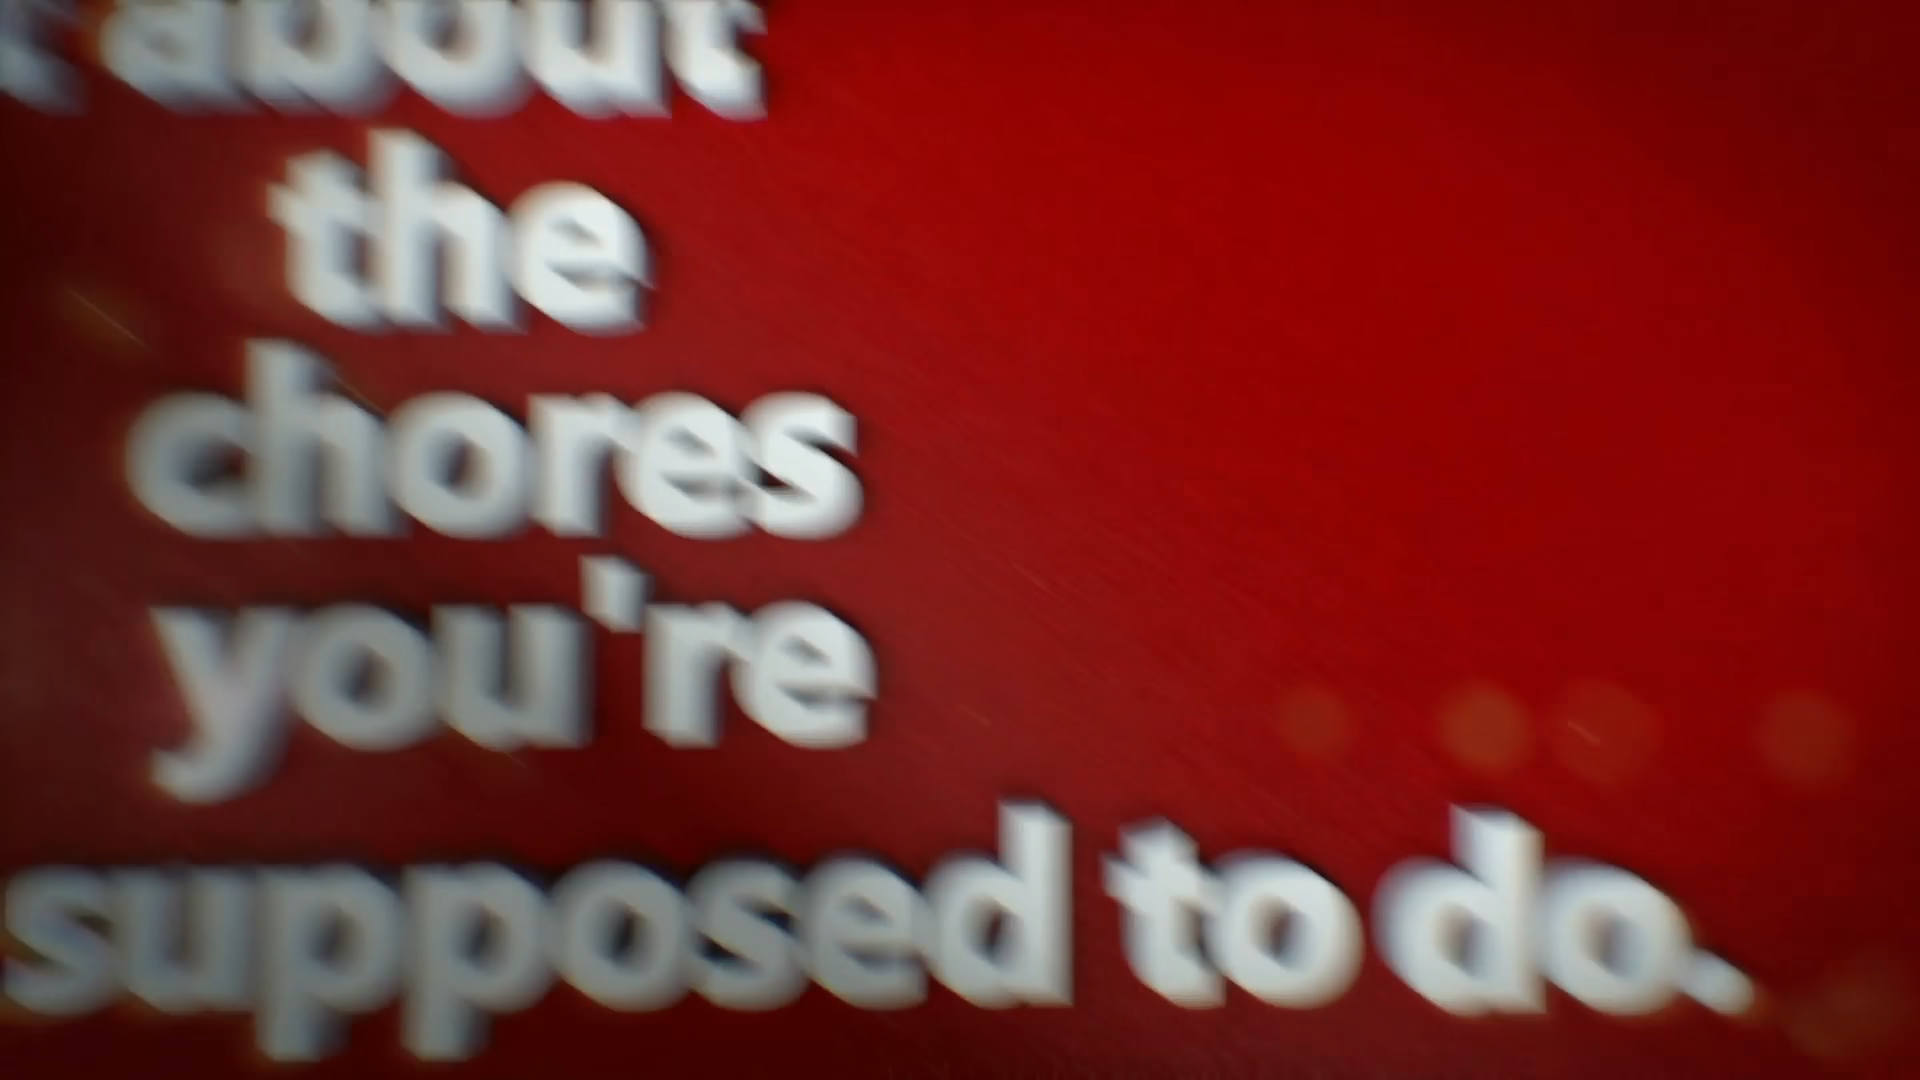 about
the
chores
you're
supposed to do.